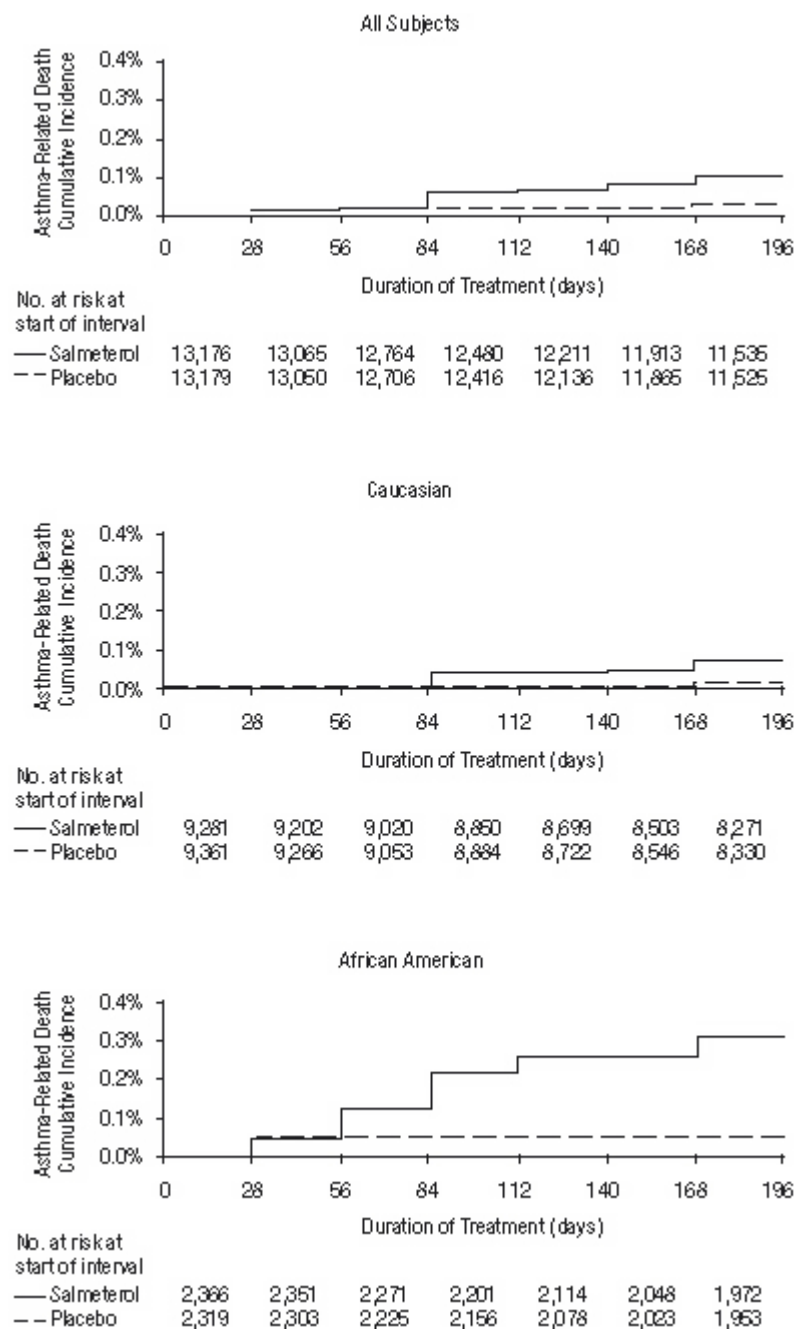 All Subjects
Asthma-Related Death
Cumulative Incidence
0.4%
0.3%
0.1%
0.0%
0 28 56 84 112 140 168 196
Duration of Treatment (days)
No. at risk at
start of interval
Salmeterol 13,176 13,065 12,764 12,480 12,211 11,913 11,535
Placebo 13,179 13,050 12,706 12,416 12,136 11,865 11,525
Caucasian
Asthma-Related Death
Cumulative Incidence
0.4%
0.3%
0.2%
0.1%
0.0%
0 28 56 84 112 140 168 196
Duration of Treatment (days)
No. at risk at
start of interval
Salmeterol 9,281 9,202 9,020 8,850 8,699 8,503 8,271
Placebo 9,361 9,266 9,053 8,884 8,722 8,546 8,330
African American
Asthma-Related Death
Cumulative Incidence
0.4%
0.3%
0.2%
0.1%
0.0%
0 28 56 84 112 140 168 196
Duration of Treatment (days)
No. at risk at
start of interval
Salmeterol 2,366 2,351 2,271 2,201 2,114 2,048 1,972
Placebo 2,319 2,303 2,225 2,156 2,078 2,023 1,953